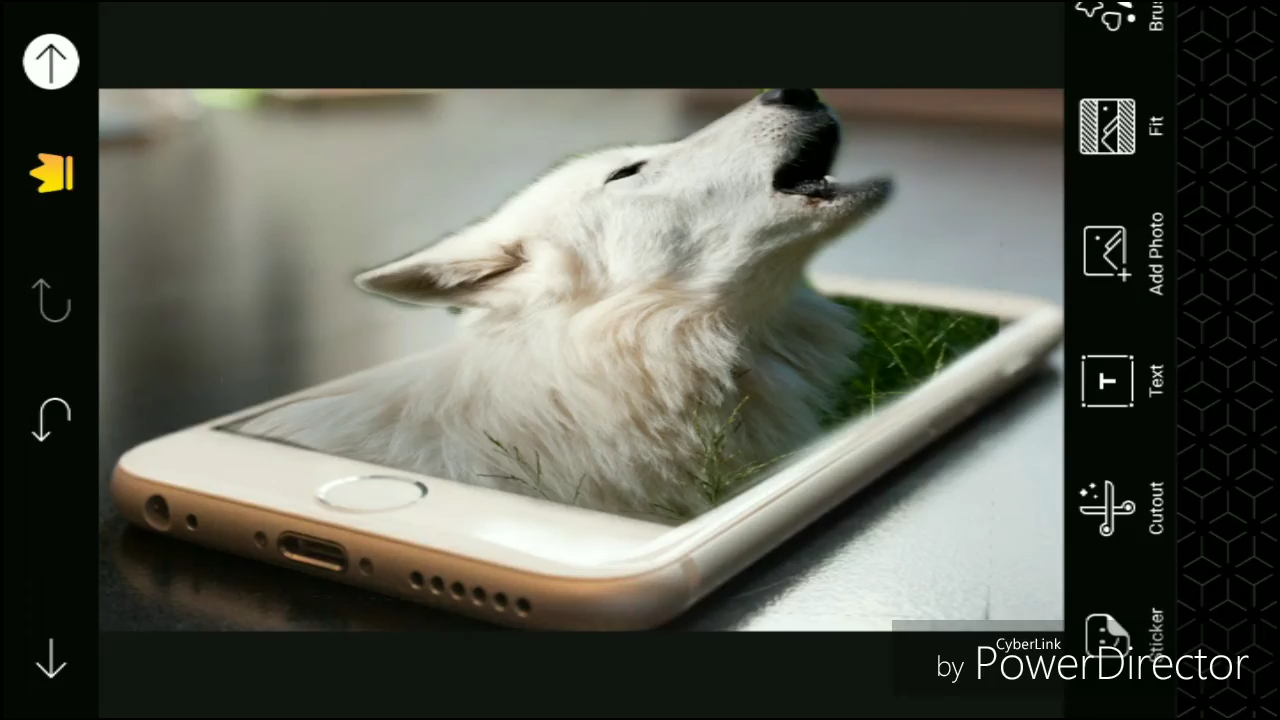 Brus
Fit
Add Photo
Text
T
Cutout
Sticker
CyberLink
by PowerDirector